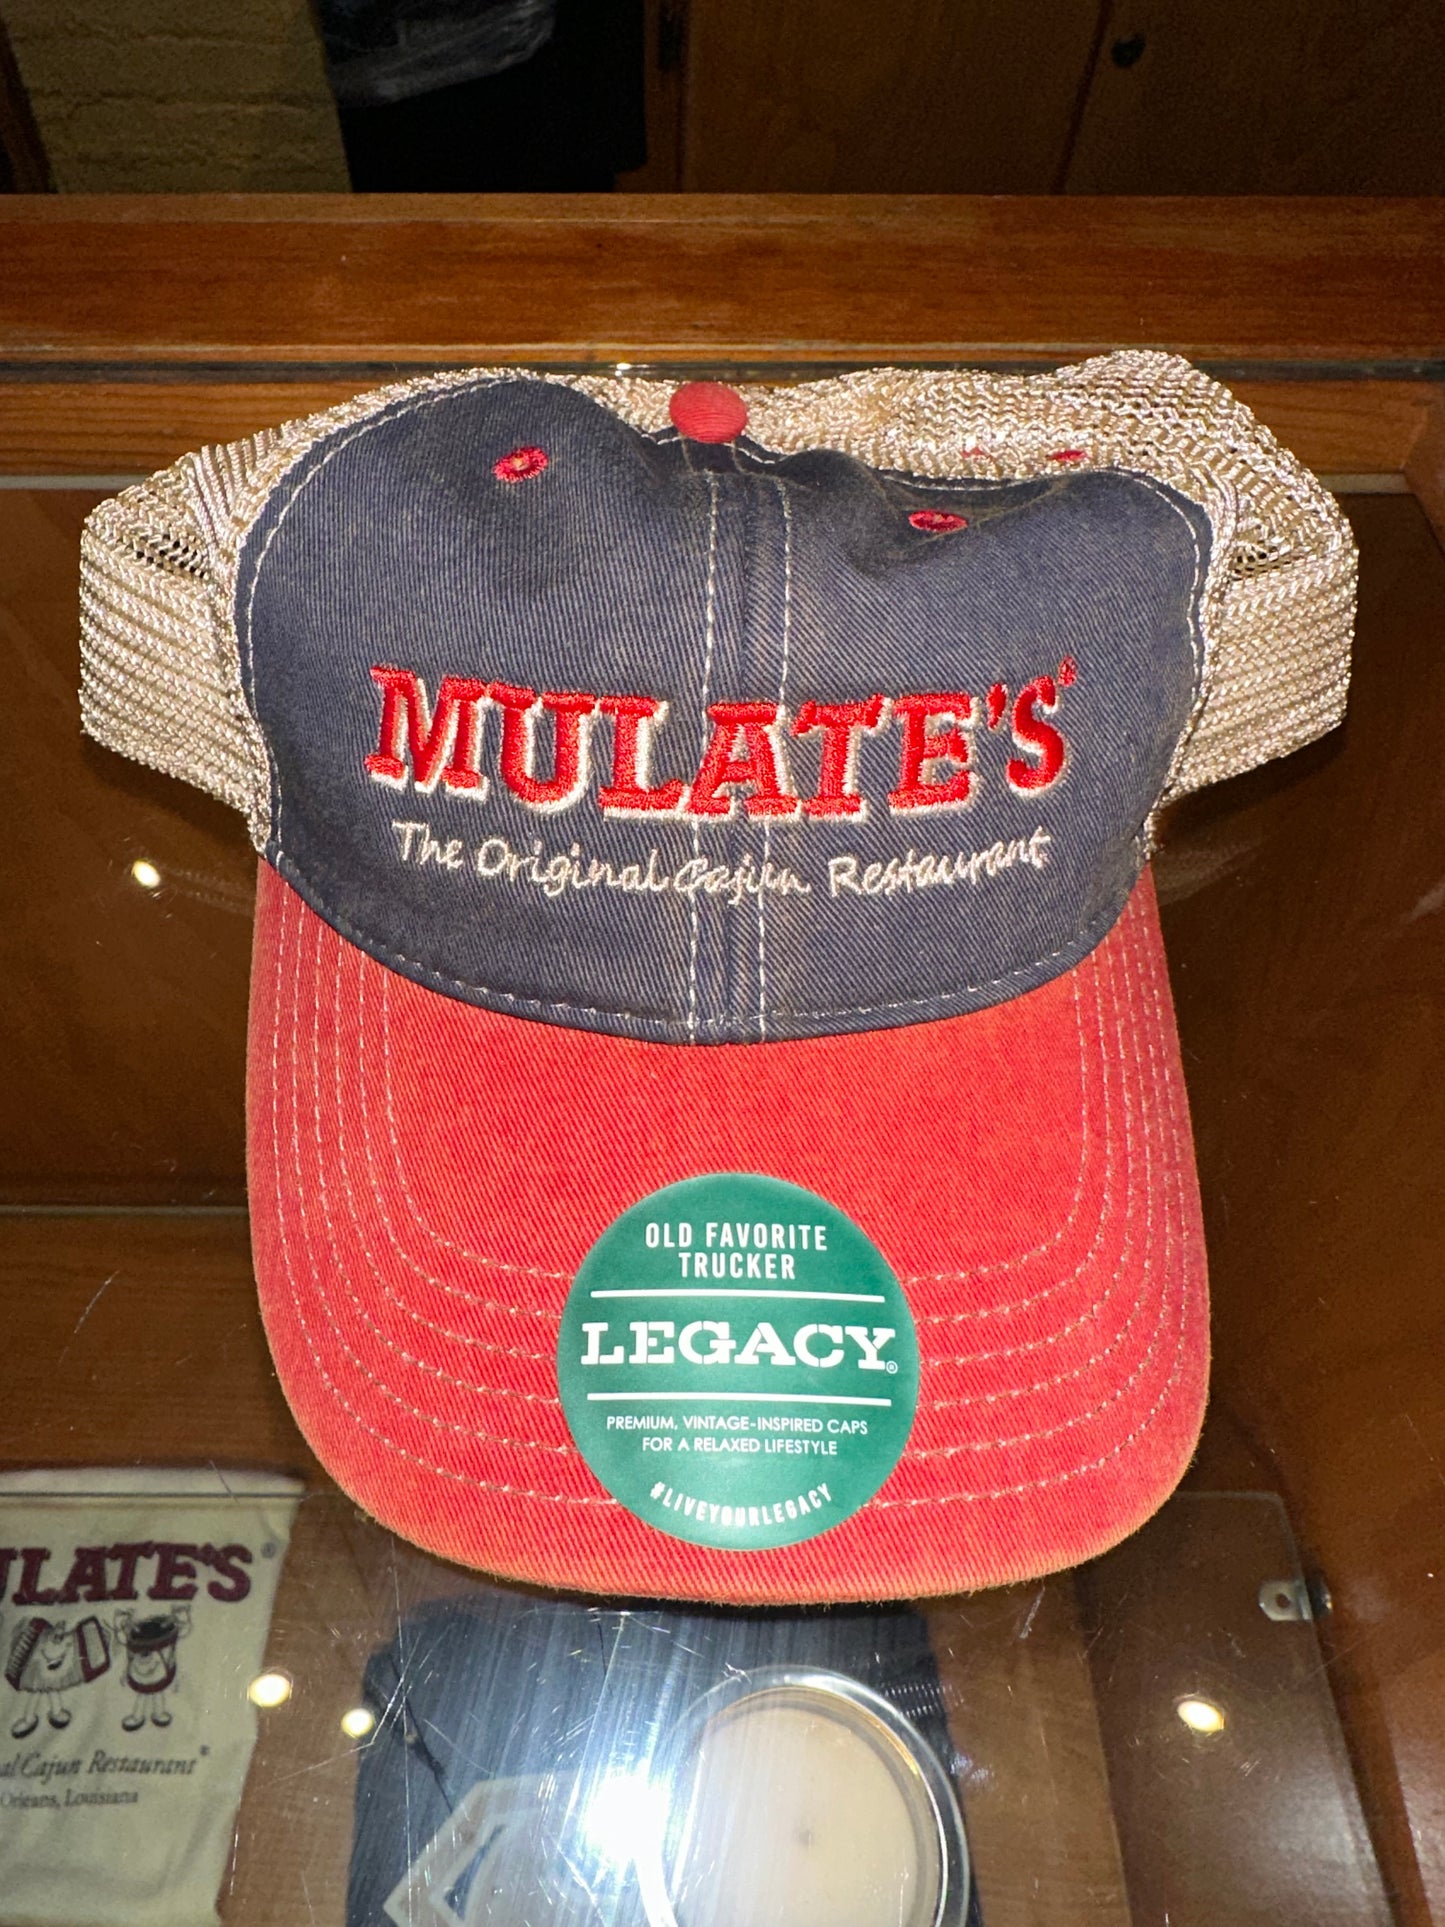 MULATE'S®
The Original Cajun Restaurant
OLD FAVORITE
TRUCKER
LEGACY®
PREMIUM, VINTAGE-INSPIRED CAPS
FOR A RELAXED LIFESTYLE
#LIVEYOURLEGACY
ULATE'S®
al Cajun Restaurant®
Orleans, Louisiana